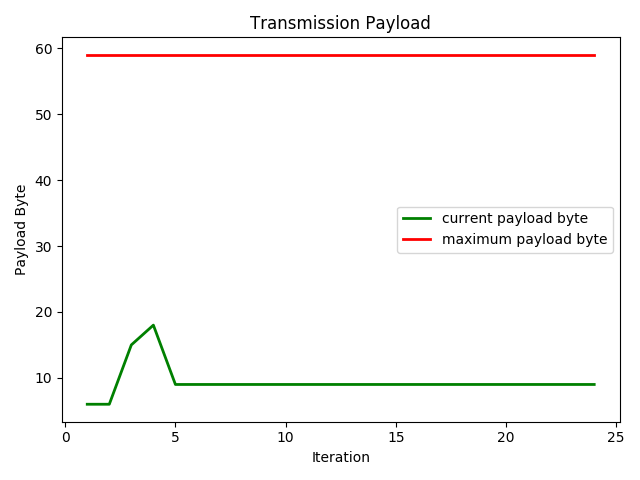 Transmission Payload
Payload Byte
60
50
40
30
20
10
current payload byte
maximum payload byte
0
5
10
15
20
25
Iteration